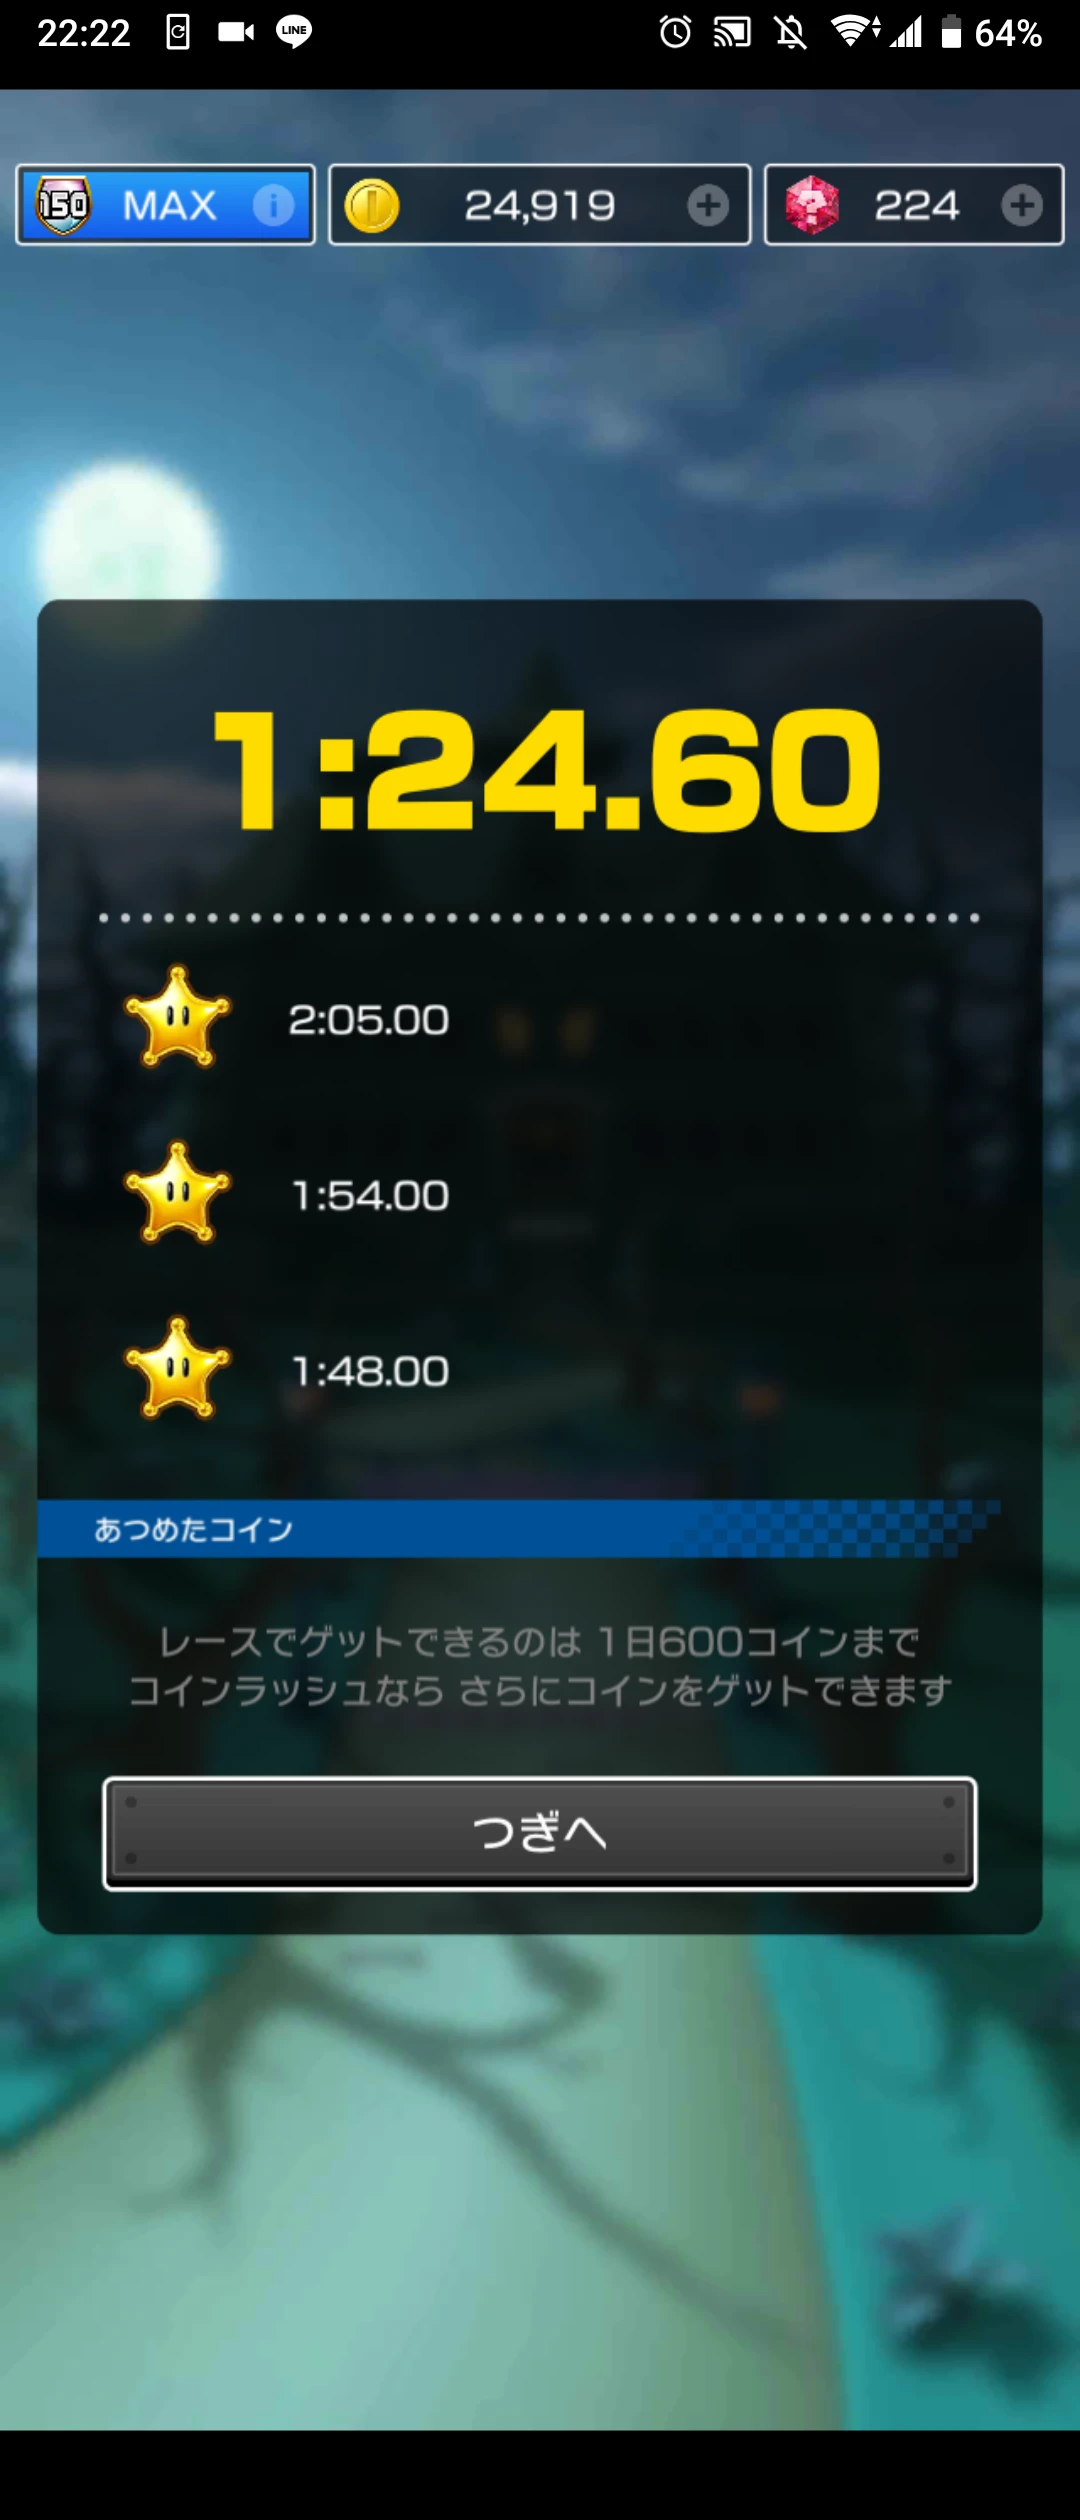 22:22 LINE 64%
150 MAX i 24,919 + 224 +
1:24.60
2:05.00
1:54.00
1:48.00
あつめたコイン
レースでゲットできるのは 1日600コインまで
コインラッシュなら さらにコインをゲットできます
つぎへ